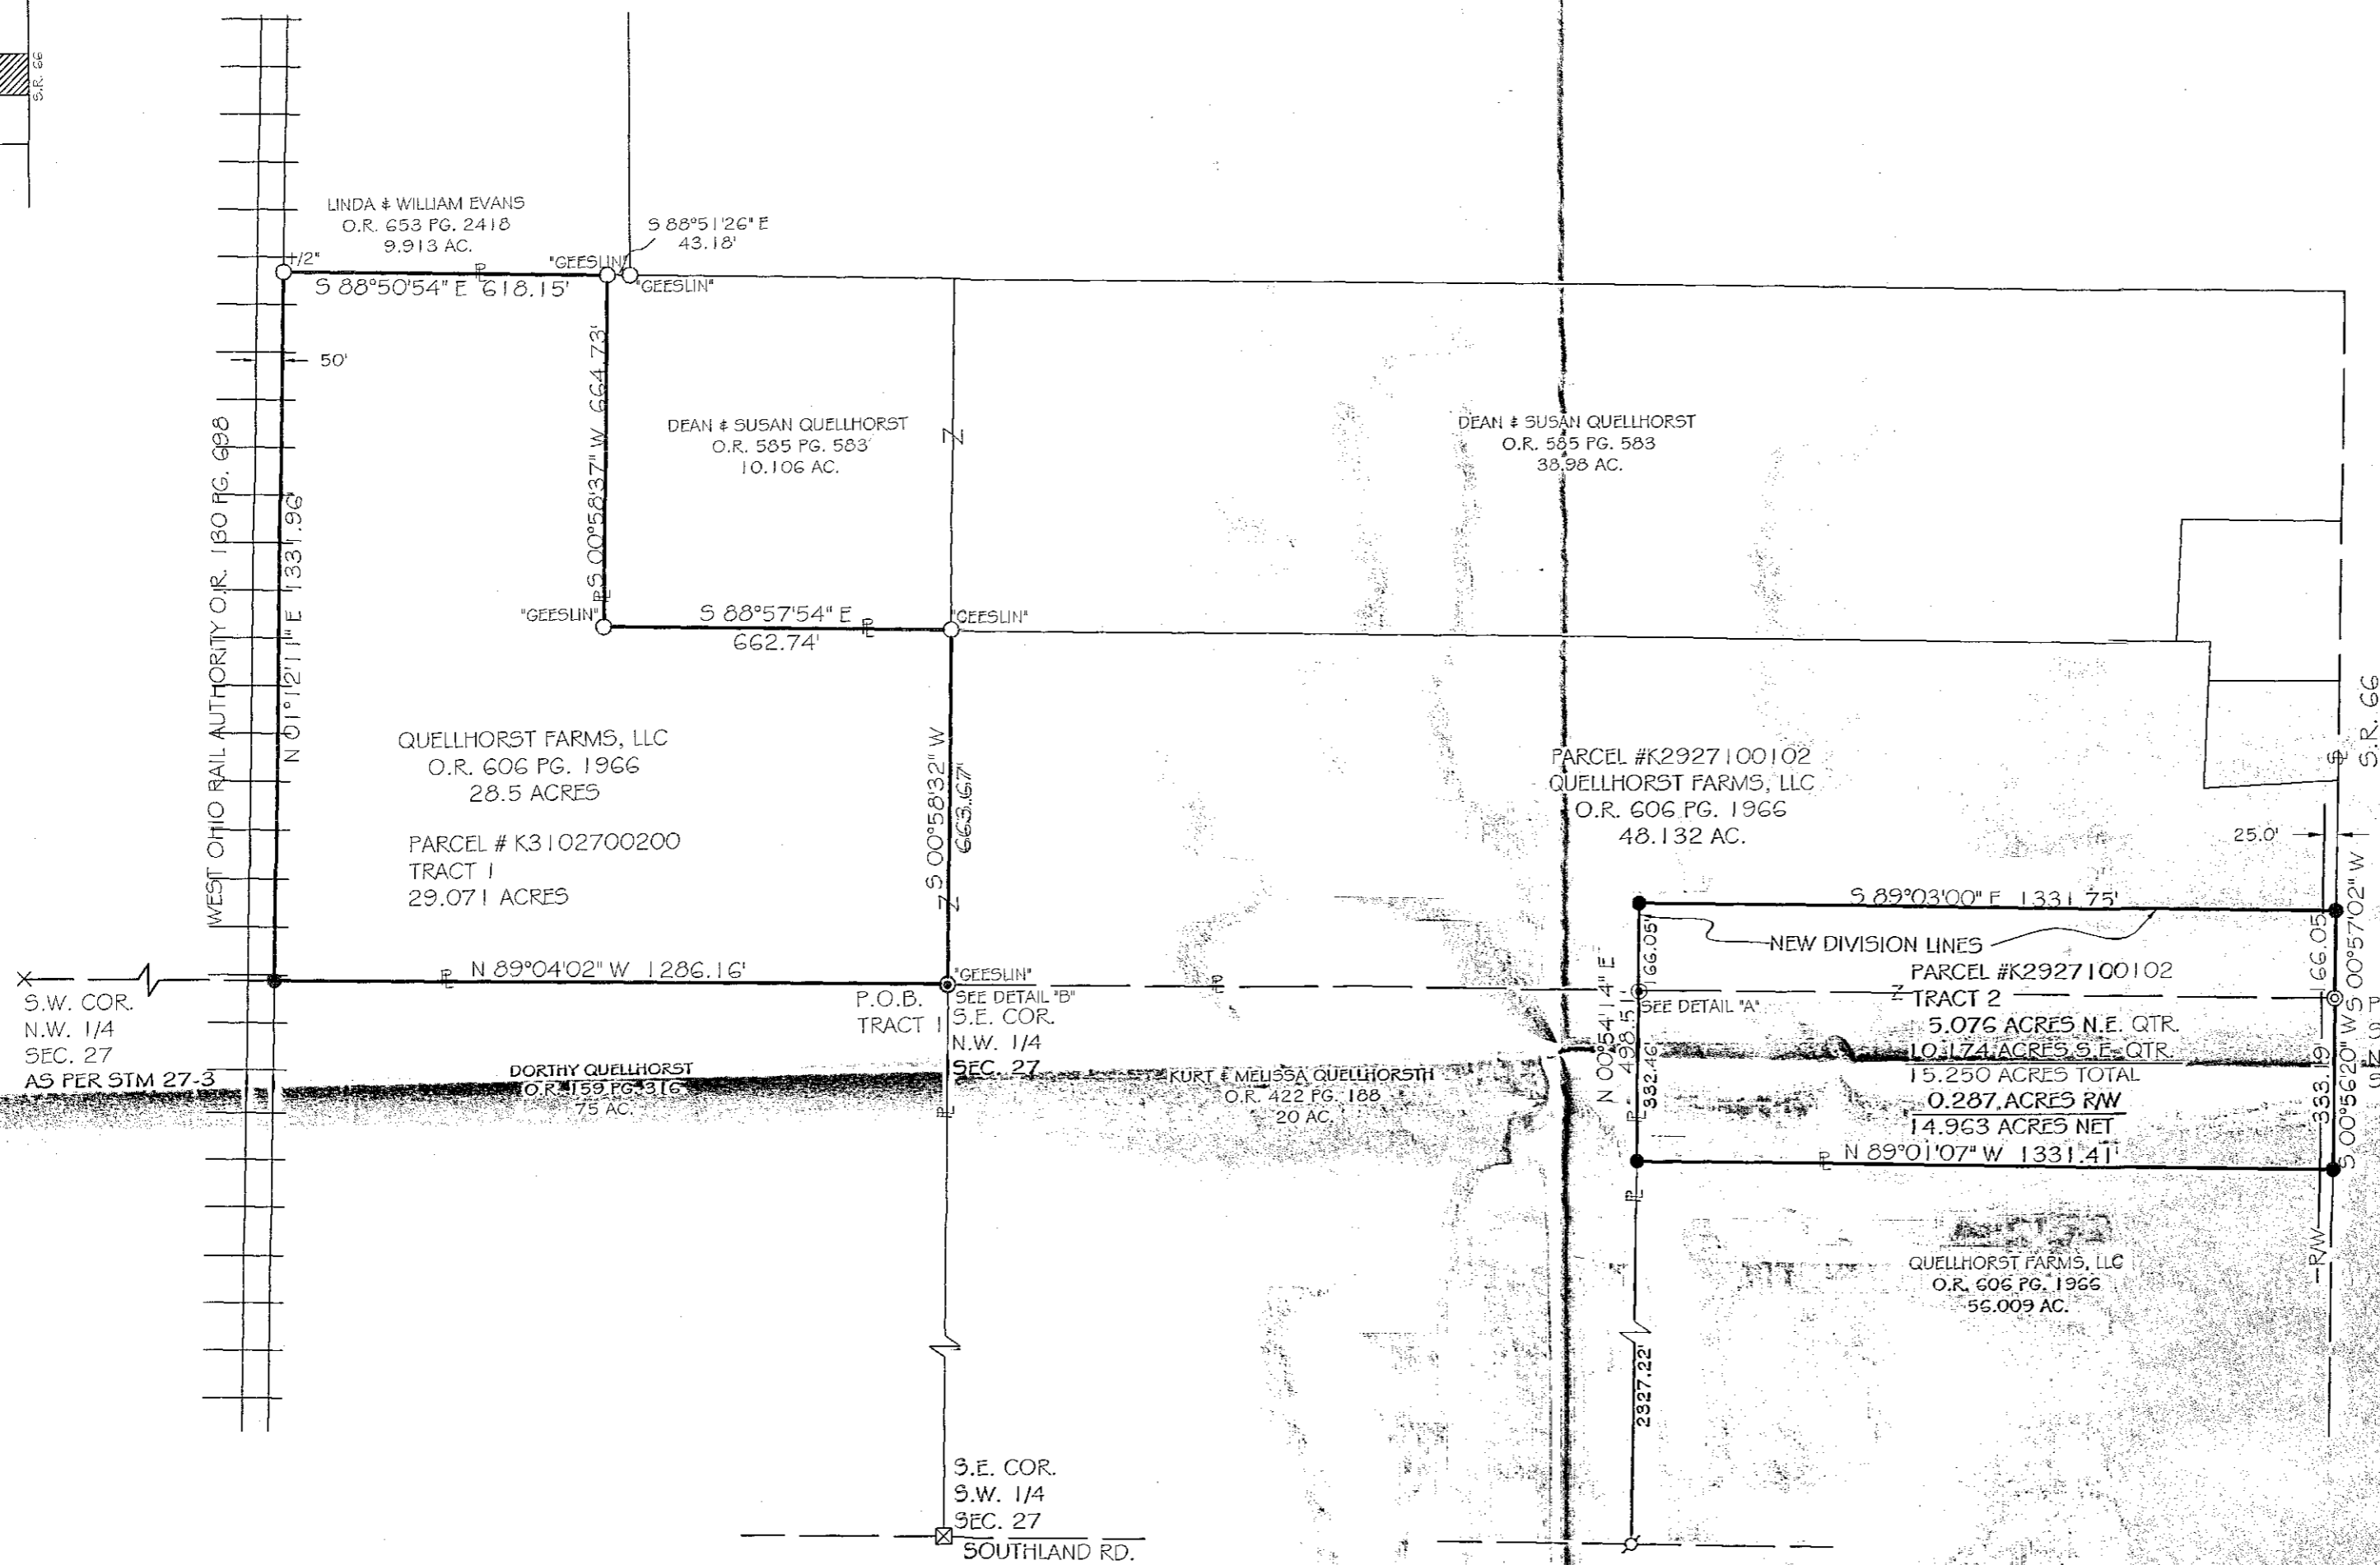 S.R. 66
LINDA & WILLIAM EVANS
O.R. 653 PG. 2418
9.913 AC.
S 88°51'26" E
43.18'
"GEESLIN"
"GEESLIN"
S 88°50'54" E 618.15'
50'
WEST OHIO RAIL AUTHORITY O.R. 130 PG. 698
N 01°12'11" E 1331.96'
S 00°58'37" W 664.73'
DEAN & SUSAN QUELLHORST
O.R. 585 PG. 583
10.106 AC.
DEAN & SUSAN QUELLHORST
O.R. 585 PG. 583
38.98 AC.
"GEESLIN"
S 88°57'54" E
662.74'
"GEESLIN"
QUELLHORST FARMS, LLC
O.R. 606 PG. 1966
28.5 ACRES
PARCEL # K3102700200
TRACT 1
29.071 ACRES
S 00°58'32" W
663.67'
PARCEL #K2927100102
QUELLHORST FARMS, LLC
O.R. 606 PG. 1966
48.132 AC.
S.R. 66
25.0'
S 89°03'00" E 1331.75'
NEW DIVISION LINES
166.05'
166.05'
S 00°57'02" W
N 89°04'02" W 1286.16'
"GEESLIN"
P.O.B.
TRACT 1
SEE DETAIL "B"
S.E. COR.
N.W. 1/4
SEC. 27
S.W. COR.
N.W. 1/4
SEC. 27
AS PER STM 27-3
DORTHY QUELLHORST
O.R. 159 PG. 316
75 AC.
KURT & MELISSA QUELLHORSTH
O.R. 422 PG. 188
20 AC.
N 00°54'14" E
498.51'
332.46'
SEE DETAIL "A"
PARCEL #K2927100102
TRACT 2
5.076 ACRES N.E. QTR.
10.174 ACRES S.E. QTR.
15.250 ACRES TOTAL
0.287 ACRES R/W
14.963 ACRES NET
333.19'
S 00°56'20" W
N 89°01'07" W 1331.41'
R/W
QUELLHORST FARMS, LLC
O.R. 606 PG. 1966
56.009 AC.
2327.22'
S.E. COR.
S.W. 1/4
SEC. 27
SOUTHLAND RD.